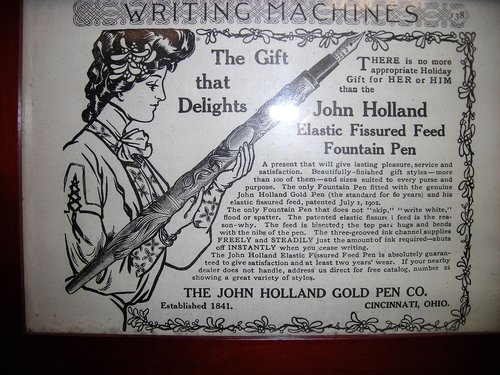 WRITING MACHINES
138
The Gift
that
Delights
THERE is no more
appropriate Holiday
Gift for HER or HIM
than the
John Holland
Elastic Fissured Feed
Fountain Pen
A present that will give lasting pleasure, service and
satisfaction. Beautifully-finished gift styles—more
than 100 of them—and sizes suited to every purse and
purpose. The only Fountain Pen fitted with the genuine
John Holland Gold Pen (the standard for 60 years) and his
elastic fissured feed, patented July 1, 1902.
The only Fountain Pen that does not "skip," "write white,"
flood or spatter. The patented elastic fissured feed is the rea-
son-why. The feed is bisected; the top part hugs and bends
with the nibs of the pen. The three-grooved ink channel supplies
FREELY and STEADILY just the amount of ink required—shuts
off INSTANTLY when you cease writing.
The John Holland Elastic Fissured Feed Pen is absolutely guaran-
teed to give satisfaction and at least two years' wear. If your nearby
dealer does not handle, address us direct for free catalog, number 22
showing a great variety of styles.
THE JOHN HOLLAND GOLD PEN CO.
Established 1841. CINCINNATI, OHIO.